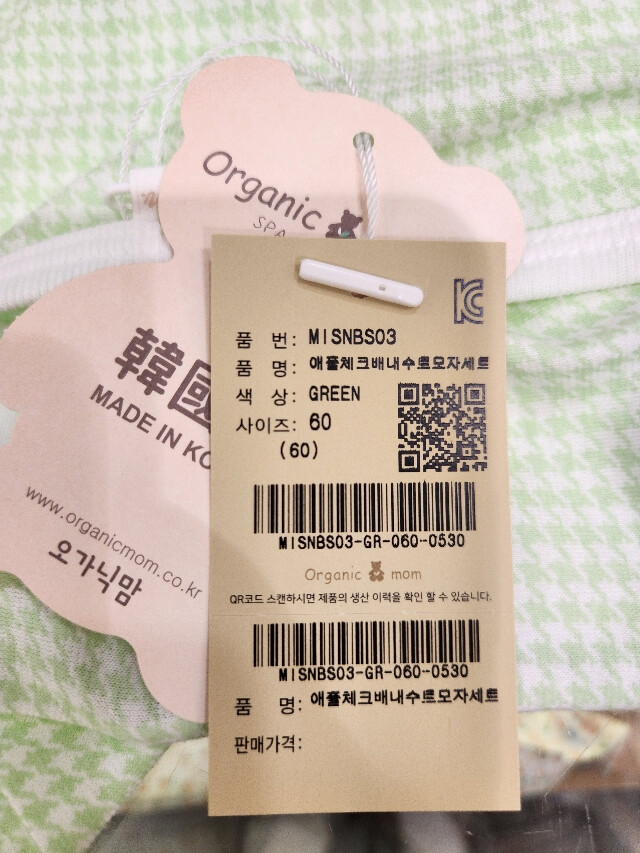 Organic
SPA
韓國
MADE IN KO
www.organicmom.co.kr
오가닉맘
품 번: MISNBS03
품 명: 애플체크배내수트모자세트
색 상: GREEN
사이즈: 60
(60)
MISNBS03-GR-060-0530
Organic mom
QR코드 스캔하시면 제품의 생산 이력을 확인 할 수 있습니다.
MISNBS03-GR-060-0530
품 명: 애플체크배내수트모자세트
판매가격: